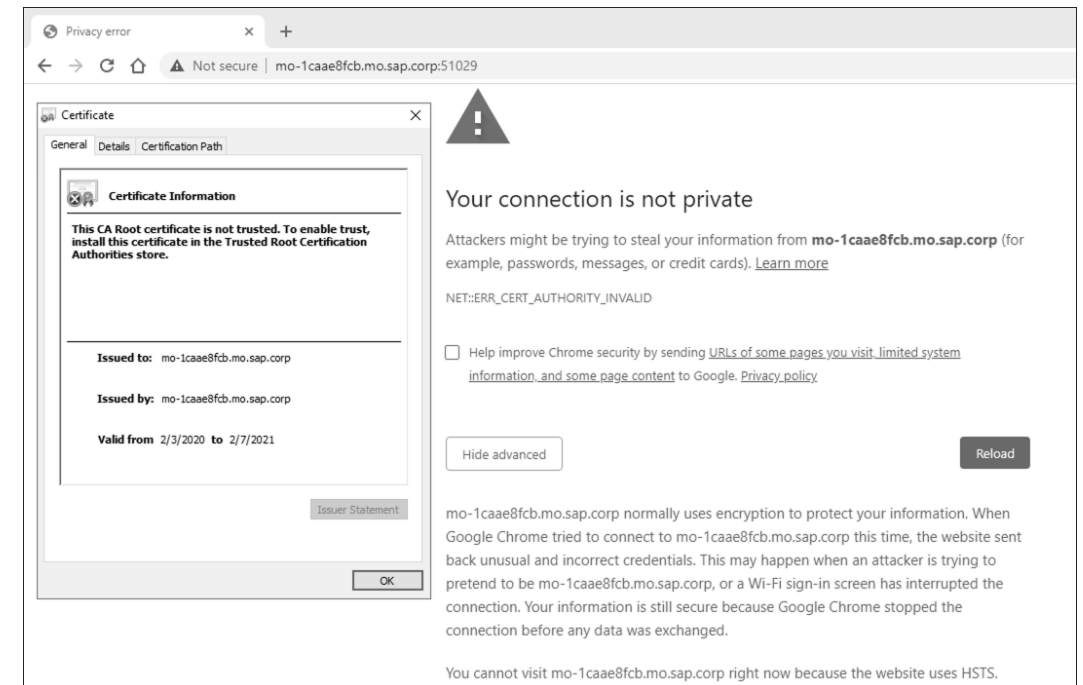 Privacy error
Not secure | mo-1caae8fcb.mo.sap.corp:51029
Certificate
General Details Certification Path
Certificate Information
This CA Root certificate is not trusted. To enable trust,
install this certificate in the Trusted Root Certification
Authorities store.
Issued to: mo-1caae8fcb.mo.sap.corp
Issued by: mo-1caae8fcb.mo.sap.corp
Valid from 2/3/2020 to 2/7/2021
Issuer Statement
OK
Your connection is not private
Attackers might be trying to steal your information from mo-1caae8fcb.mo.sap.corp (for
example, passwords, messages, or credit cards). Learn more
NET::ERR_CERT_AUTHORITY_INVALID
Help improve Chrome security by sending URLs of some pages you visit, limited system
information, and some page content to Google. Privacy policy
Hide advanced
Reload
mo-1caae8fcb.mo.sap.corp normally uses encryption to protect your information. When
Google Chrome tried to connect to mo-1caae8fcb.mo.sap.corp this time, the website sent
back unusual and incorrect credentials. This may happen when an attacker is trying to
pretend to be mo-1caae8fcb.mo.sap.corp, or a Wi-Fi sign-in screen has interrupted the
connection. Your information is still secure because Google Chrome stopped the
connection before any data was exchanged.
You cannot visit mo-1caae8fcb.mo.sap.corp right now because the website uses HSTS.